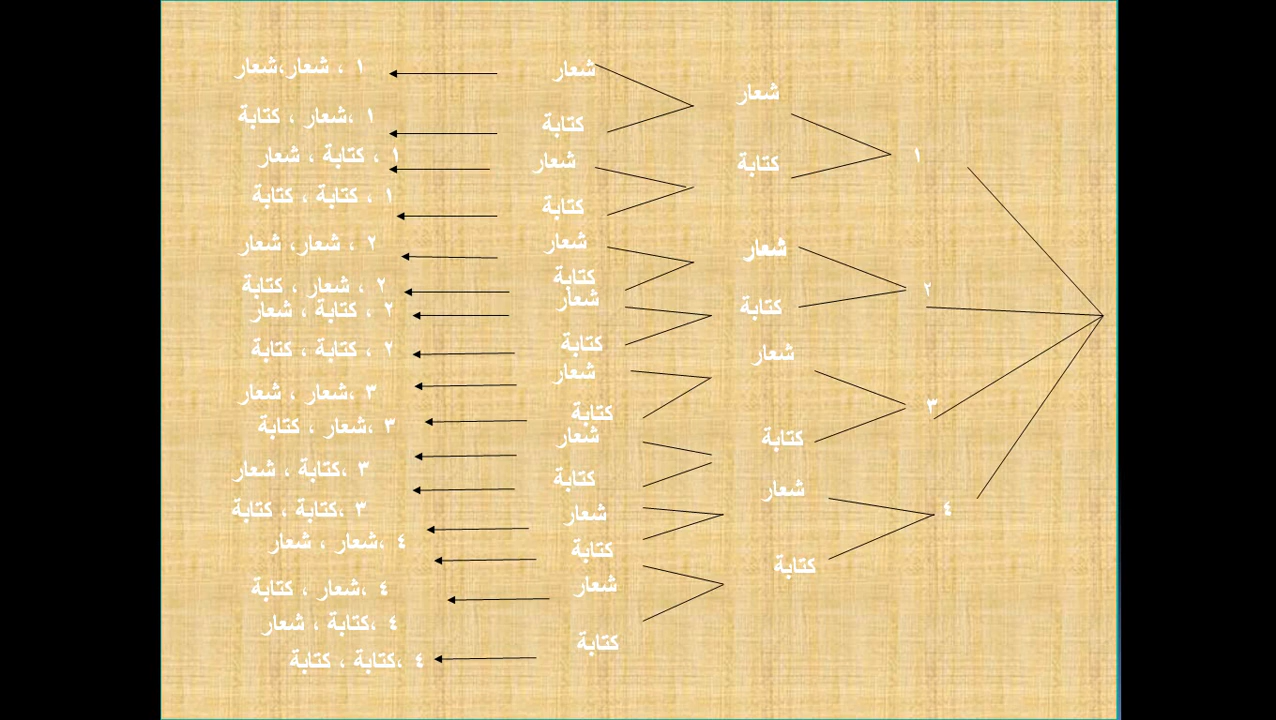 ١
٢
٣
٤
شعار
كتابة
شعار
كتابة
شعار
كتابة
شعار
كتابة
شعار
كتابة
شعار
كتابة
شعار
كتابة
شعار
كتابة
شعار
كتابة
شعار
كتابة
شعار
كتابة
شعار
كتابة
١ ، شعار،شعار
١ ،شعار ، كتابة
١ ، كتابة ، شعار
١ ، كتابة ، كتابة
٢ ، شعار، شعار
٢ ، شعار ، كتابة
٢ ، كتابة ، شعار
٢ ، كتابة ، كتابة
٣ ،شعار ، شعار
٣ ،شعار ، كتابة
٣ ،كتابة ، شعار
٣ ،كتابة ، كتابة
٤ ،شعار ، شعار
٤ ،شعار ، كتابة
٤ ،كتابة ، شعار
٤ ،كتابة ، كتابة